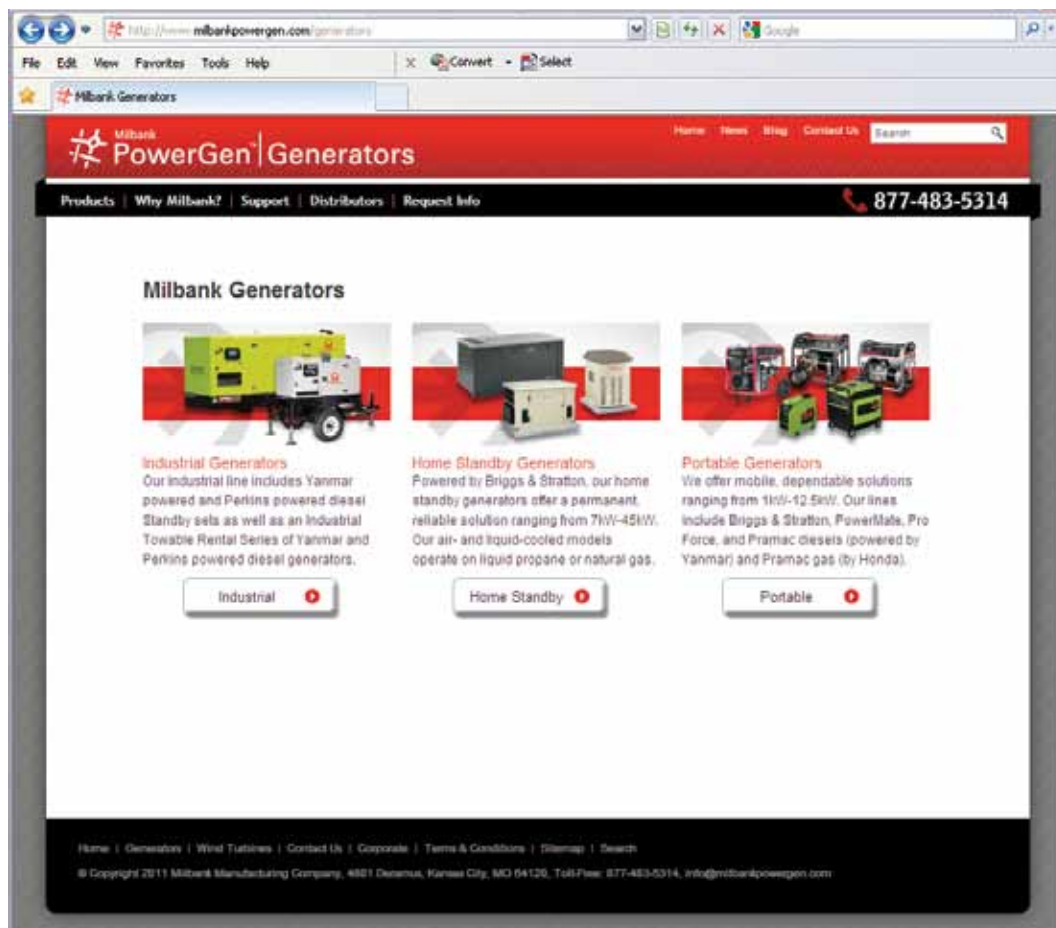 http://www.milbankpowergen.com/generators
Google
File Edit View Favorites Tools Help
x Convert Select
Milbank Generators
Home News Blog Contact Us Search
Milbank
PowerGen™ | Generators
Products | Why Milbank? | Support | Distributors | Request Info
877-483-5314
Milbank Generators
Industrial Generators
Our industrial line includes Yanmar
powered and Perkins powered diesel
Standby sets as well as an Industrial
Towable Rental Series of Yanmar and
Perkins powered diesel generators.
Industrial
Home Standby Generators
Powered by Briggs & Stratton, our home
standby generators offer a permanent,
reliable solution ranging from 7kW-45kW.
Our air- and liquid-cooled models
operate on liquid propane or natural gas.
Home Standby
Portable Generators
We offer mobile, dependable solutions
ranging from 1kW-12.5kW. Our lines
include Briggs & Stratton, PowerMate, Pro
Force, and Pramac diesels (powered by
Yanmar) and Pramac gas (by Honda).
Portable
Home | Generators | Wind Turbines | Contact Us | Corporate | Terms & Conditions | Sitemap | Search
© Copyright 2011 Milbank Manufacturing Company, 4801 Deramus, Kansas City, MO 64120, Toll-Free: 877-483-5314, info@milbankpowergen.com